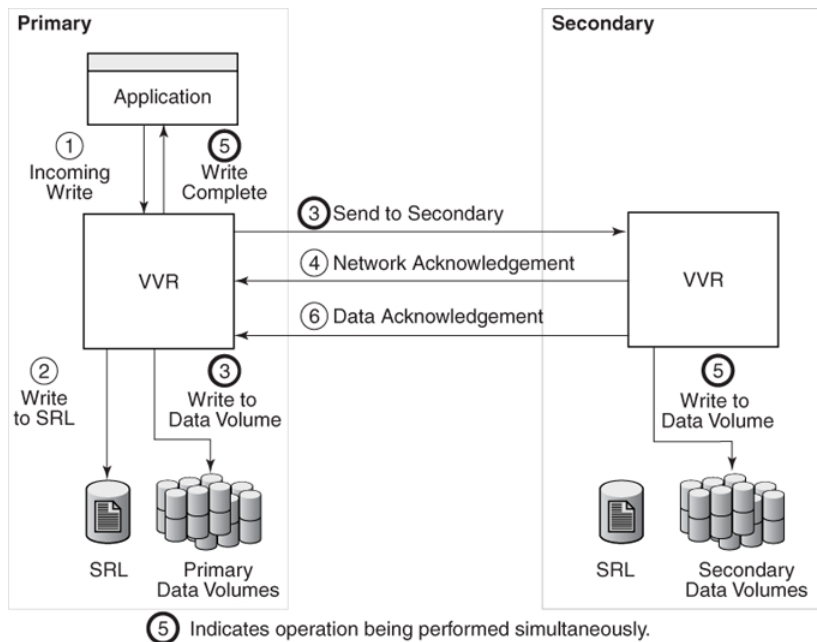 Primary
Secondary
Application
1
5
Incoming
Write
Write
Complete
3 Send to Secondary
4 Network Acknowledgement
VVR
VVR
6 Data Acknowledgement
2
Write
to SRL
3
Write to
Data Volume
5
Write to
Data Volume
SRL
Primary
Data Volumes
SRL
Secondary
Data Volumes
5 Indicates operation being performed simultaneously.